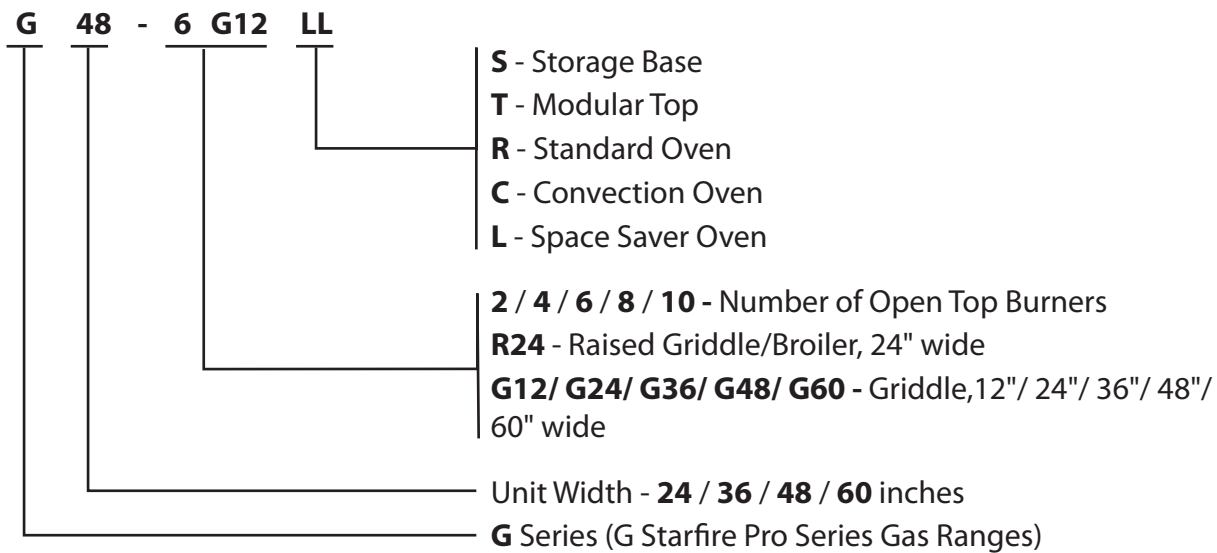 G 48 - 6 G12 LL
S - Storage Base
T - Modular Top
R - Standard Oven
C - Convection Oven
L - Space Saver Oven
2 / 4 / 6 / 8 / 10 - Number of Open Top Burners
R24 - Raised Griddle/Broiler, 24" wide
G12/ G24/ G36/ G48/ G60 - Griddle,12"/ 24"/ 36"/ 48"/
60" wide
Unit Width - 24 / 36 / 48 / 60 inches
G Series (G Starfire Pro Series Gas Ranges)